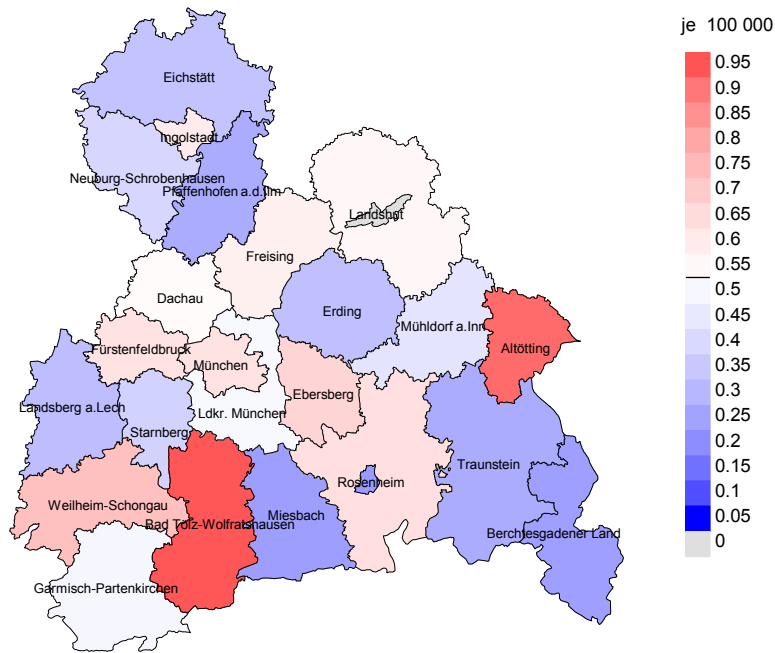 je 100 000
0.95
0.9
0.85
0.8
0.75
0.7
0.65
0.6
0.55
0.5
0.45
0.4
0.35
0.3
0.25
0.2
0.15
0.1
0.05
0
Eichstätt
Ingolstadt
Neuburg-Schrobenhausen
Pfaffenhofen a.d.Ilm
Landshut
Freising
Dachau
Erding
Mühldorf a.Inn
Altötting
Fürstenfeldbruck
München
Ebersberg
Landsberg a.Lech
Ldkr. München
Starnberg
Traunstein
Rosenheim
Weilheim-Schongau
Miesbach
Bad Tölz-Wolfratshausen
Berchtesgadener Land
Garmisch-Partenkirchen